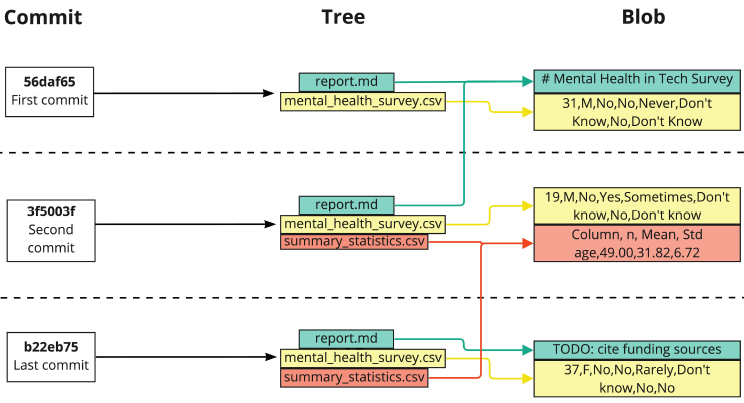 Commit
Tree
Blob
56daf65
First commit
report.md
mental_health_survey.csv
# Mental Health in Tech Survey
31,M,No,No,Never,Don't
Know,No,Don't Know
3f5003f
Second
commit
report.md
mental_health_survey.csv
summary_statistics.csv
19,M,No,Yes,Sometimes,Don't
know,No,Don't know
Column, n, Mean, Std
age,49.00,31.82,6.72
b22eb75
Last commit
report.md
mental_health_survey.csv
summary_statistics.csv
TODO: cite funding sources
37,F,No,No,Rarely,Don't
know,No,No